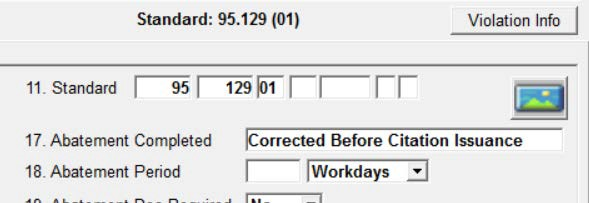 Standard: 95.129 (01)
Violation Info
11. Standard 95 129 01
17. Abatement Completed Corrected Before Citation Issuance
18. Abatement Period Workdays